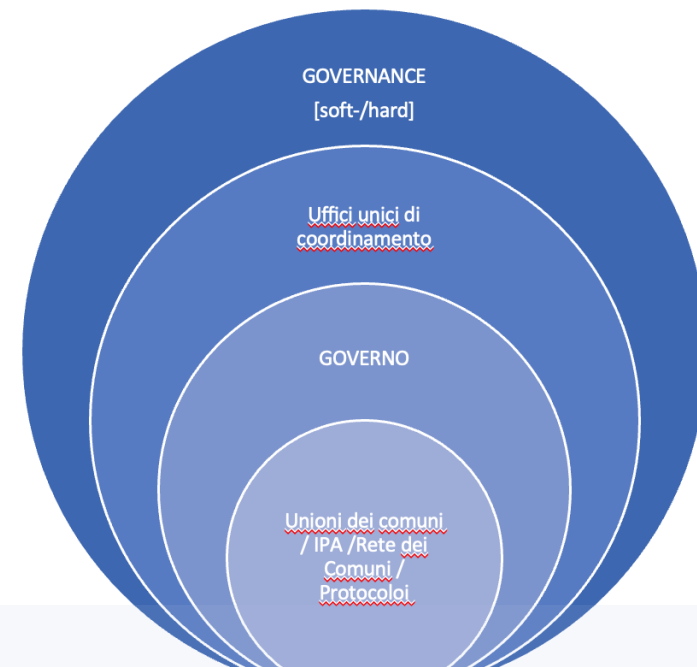 GOVERNANCE
[soft-/hard]
Uffici unici di
coordinamento
GOVERNO
Unioni dei comuni
/ IPA /Rete dei
Comuni /
Protocoloi